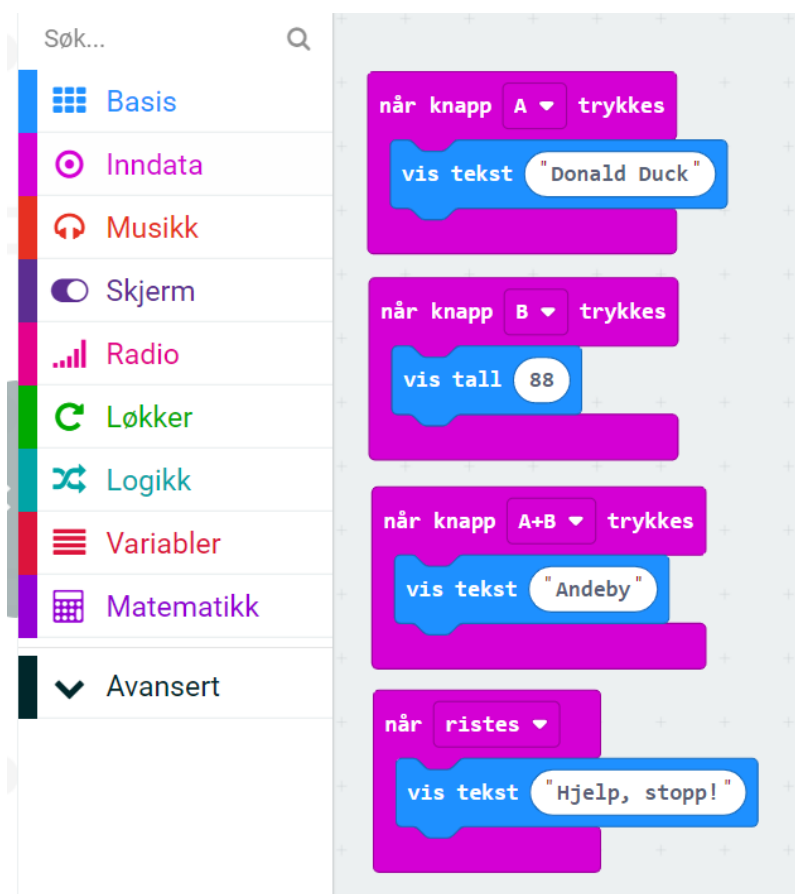 Søk...
Basis
Inndata
Musikk
Skjerm
Radio
Løkker
Logikk
Variabler
Matematikk
Avansert
når knapp A trykkes
vis tekst "Donald Duck"
når knapp B trykkes
vis tall 88
når knapp A+B trykkes
vis tekst "Andeby"
når ristes
vis tekst "Hjelp, stopp!"